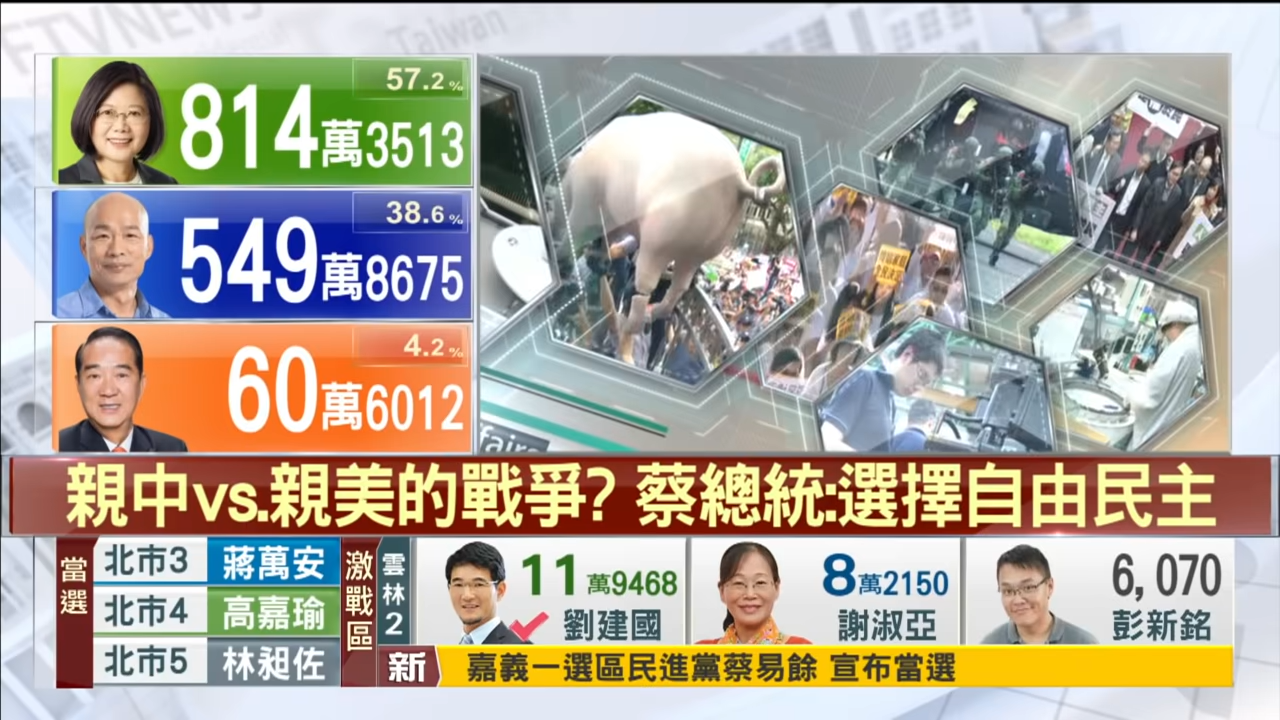 FTVNEWS
Taiwan
57.2%
814萬3513
38.6%
549萬8675
4.2%
60萬6012
親中vs.親美的戰爭? 蔡總統:選擇自由民主
當選
北市3 蔣萬安
北市4 高嘉瑜
北市5 林昶佐
激戰區
雲林2
11萬9468
劉建國
8萬2150
謝淑亞
6,070
彭新銘
新 嘉義一選區民進黨蔡易餘 宣布當選